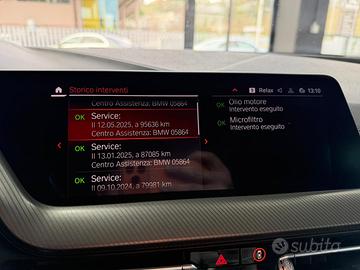 Storico interventi
Relax
13:10
Centro Assistenza: BMW 05864
OK Service:
Il 12.05.2025, a 95636 km
Centro Assistenza: BMW 05864
OK Service:
Il 13.01.2025, a 87085 km
Centro Assistenza: BMW 05864
OK Service:
Il 09.10.2024, a 79981 km
OK Olio motore
Intervento eseguito
OK Microfiltro
Intervento eseguito
subito